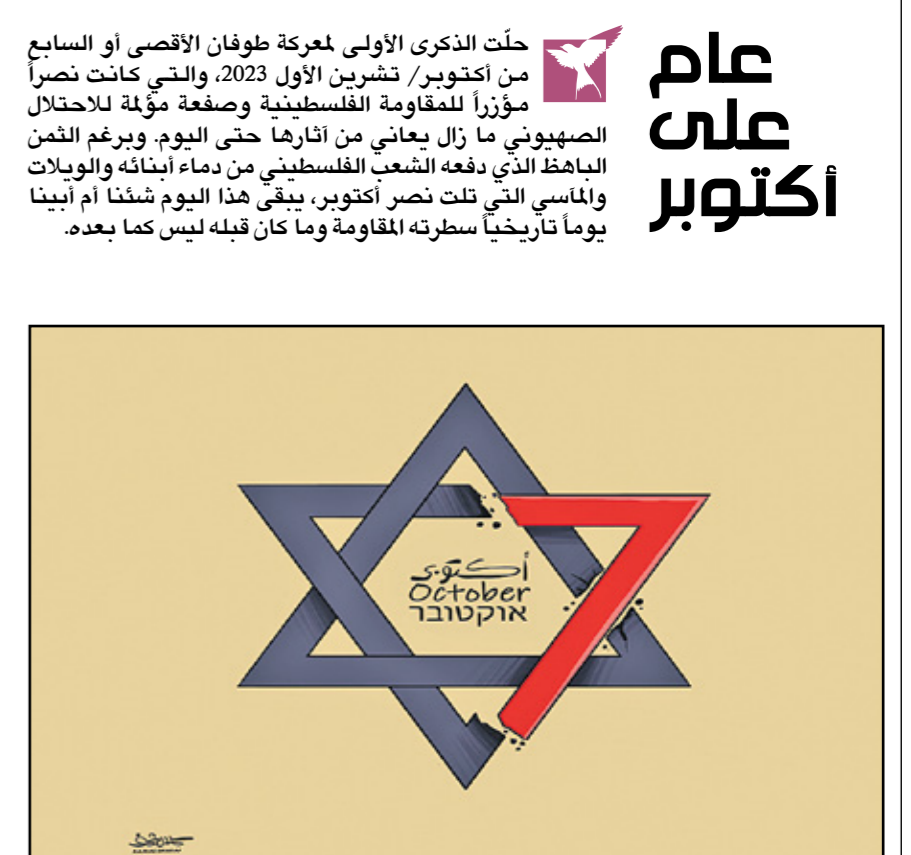 عام
على
أكتوبر
حلّت الذكرى الأولى لمعركة طوفان الأقصى أو السابع
من أكتوبر/ تشرين الأول 2023، والتي كانت نصراً
مؤزراً للمقاومة الفلسطينية وصفعة مؤلمة للاحتلال
الصهيوني ما زال يعاني من آثارها حتى اليوم. وبرغم الثمن
الباهظ الذي دفعه الشعب الفلسطيني من دماء أبنائه والويلات
والمآسي التي تلت نصر أكتوبر، يبقى هذا اليوم شئنا أم أبينا
يوماً تاريخياً سطرته المقاومة وما كان قبله ليس كما بعده.
7
أكتوبر
October
אוקטובר